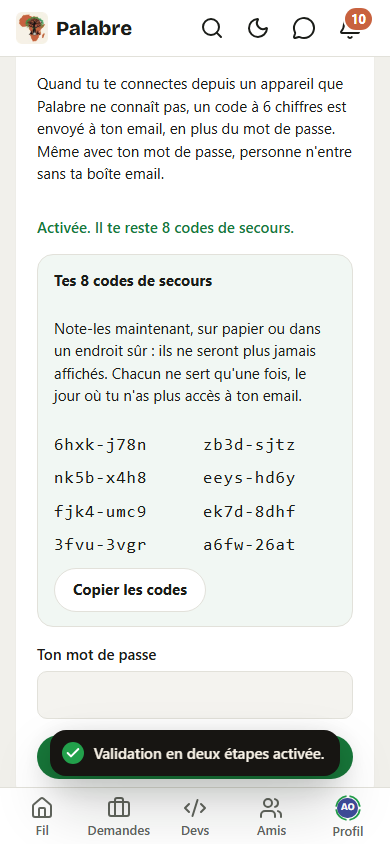 Palabre
10
Quand tu te connectes depuis un appareil que
Palabre ne connaît pas, un code à 6 chiffres est
envoyé à ton email, en plus du mot de passe.
Même avec ton mot de passe, personne n'entre
sans ta boîte email.
Activée. Il te reste 8 codes de secours.
Tes 8 codes de secours
Note-les maintenant, sur papier ou dans
un endroit sûr : ils ne seront plus jamais
affichés. Chacun ne sert qu'une fois, le
jour où tu n'as plus accès à ton email.
6hxk-j78n zb3d-sjtz
nk5b-x4h8 eeys-hd6y
fjk4-umc9 ek7d-8dhf
3fvu-3vgr a6fw-26at
Copier les codes
Ton mot de passe
Validation en deux étapes activée.
AO
Fil Demandes Devs Amis Profil